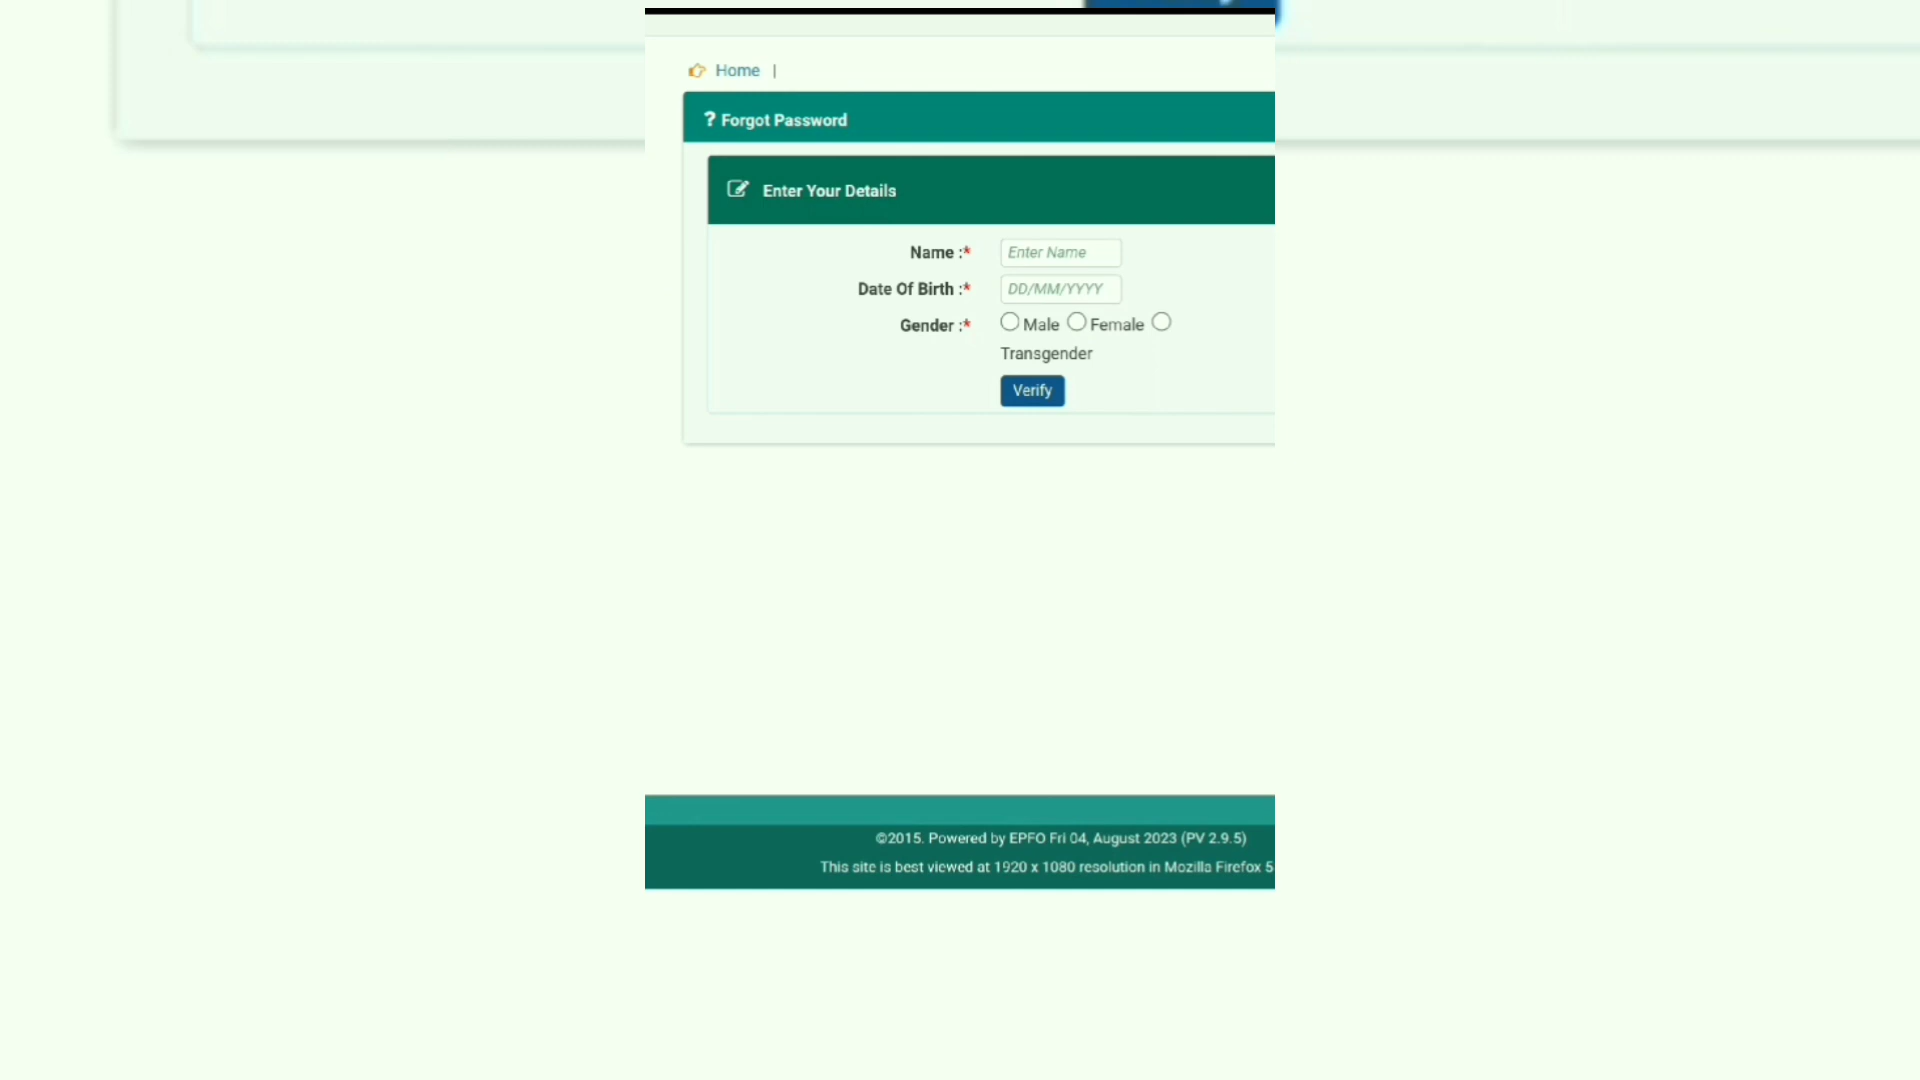 Home |
? Forgot Password
Enter Your Details
Name :* Enter Name
Date Of Birth :* DD/MM/YYYY
Gender :* Male Female
Transgender
Verify
©2015. Powered by EPFO Fri 04, August 2023 (PV 2.9.5)
This site is best viewed at 1920 x 1080 resolution in Mozilla Firefox 5